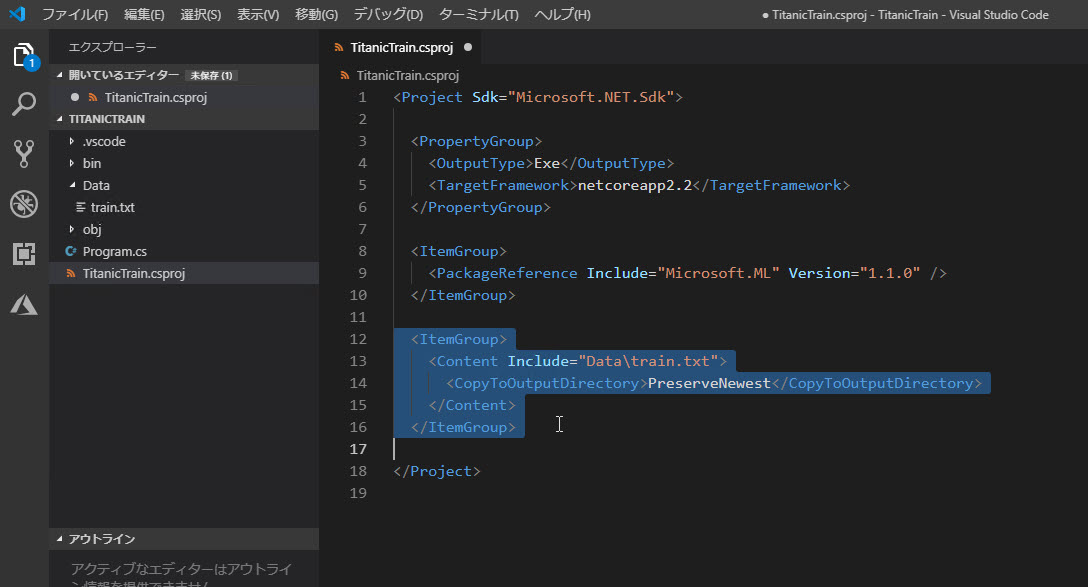 ファイル(F) 編集(E) 選択(S) 表示(V) 移動(G) デバッグ(D) ターミナル(T) ヘルプ(H) ● TitanicTrain.csproj - TitanicTrain - Visual Studio Code
エクスプローラー
TitanicTrain.csproj ●
1
開いているエディター 未保存 (1)
● TitanicTrain.csproj
TITANICTRAIN
.vscode
bin
Data
train.txt
obj
C# Program.cs
TitanicTrain.csproj
アウトライン
アクティブなエディターはアウトライ
ン情報を提供できません
TitanicTrain.csproj
1 <Project Sdk="Microsoft.NET.Sdk">
2
3 <PropertyGroup>
4 <OutputType>Exe</OutputType>
5 <TargetFramework>netcoreapp2.2</TargetFramework>
6 </PropertyGroup>
7
8 <ItemGroup>
9 <PackageReference Include="Microsoft.ML" Version="1.1.0" />
10 </ItemGroup>
11
12 <ItemGroup>
13 <Content Include="Data\train.txt">
14 <CopyToOutputDirectory>PreserveNewest</CopyToOutputDirectory>
15 </Content>
16 </ItemGroup>
17
18 </Project>
19